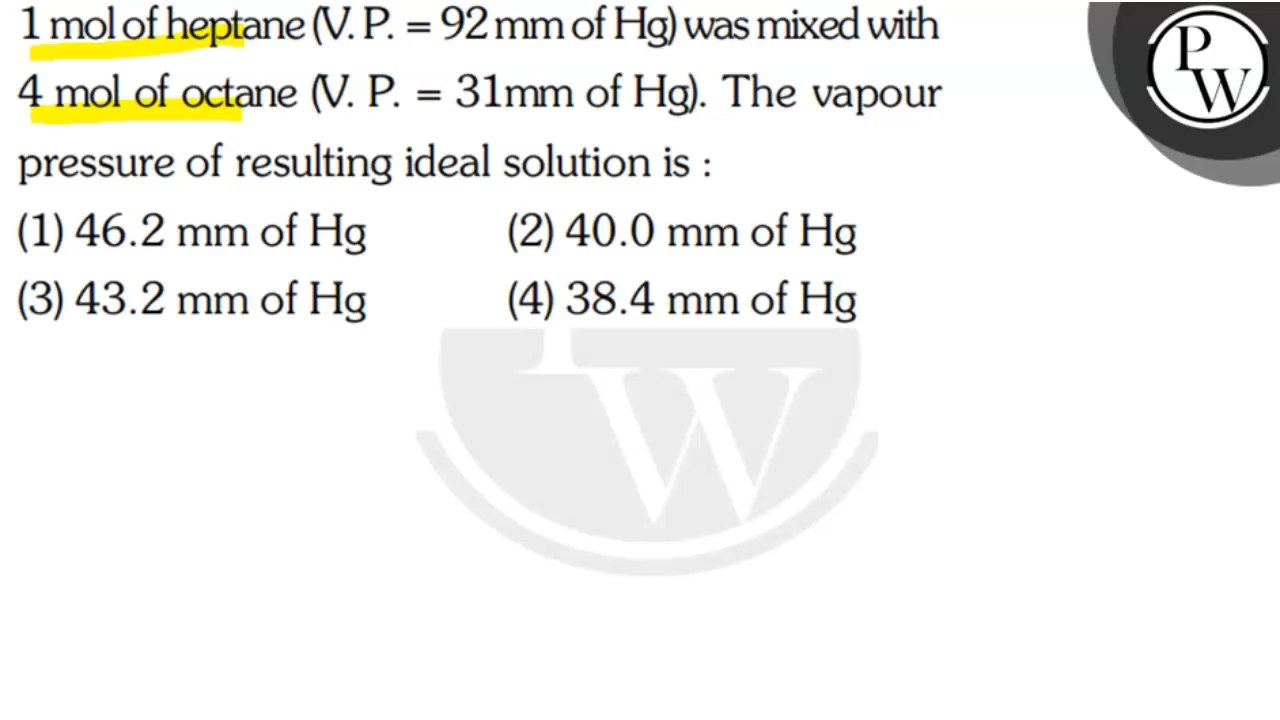 1 mol of heptane (V. P. = 92 mm of Hg) was mixed with
4 mol of octane (V. P. = 31mm of Hg). The vapour
pressure of resulting ideal solution is :
(1) 46.2 mm of Hg (2) 40.0 mm of Hg
(3) 43.2 mm of Hg (4) 38.4 mm of Hg
PW
PW